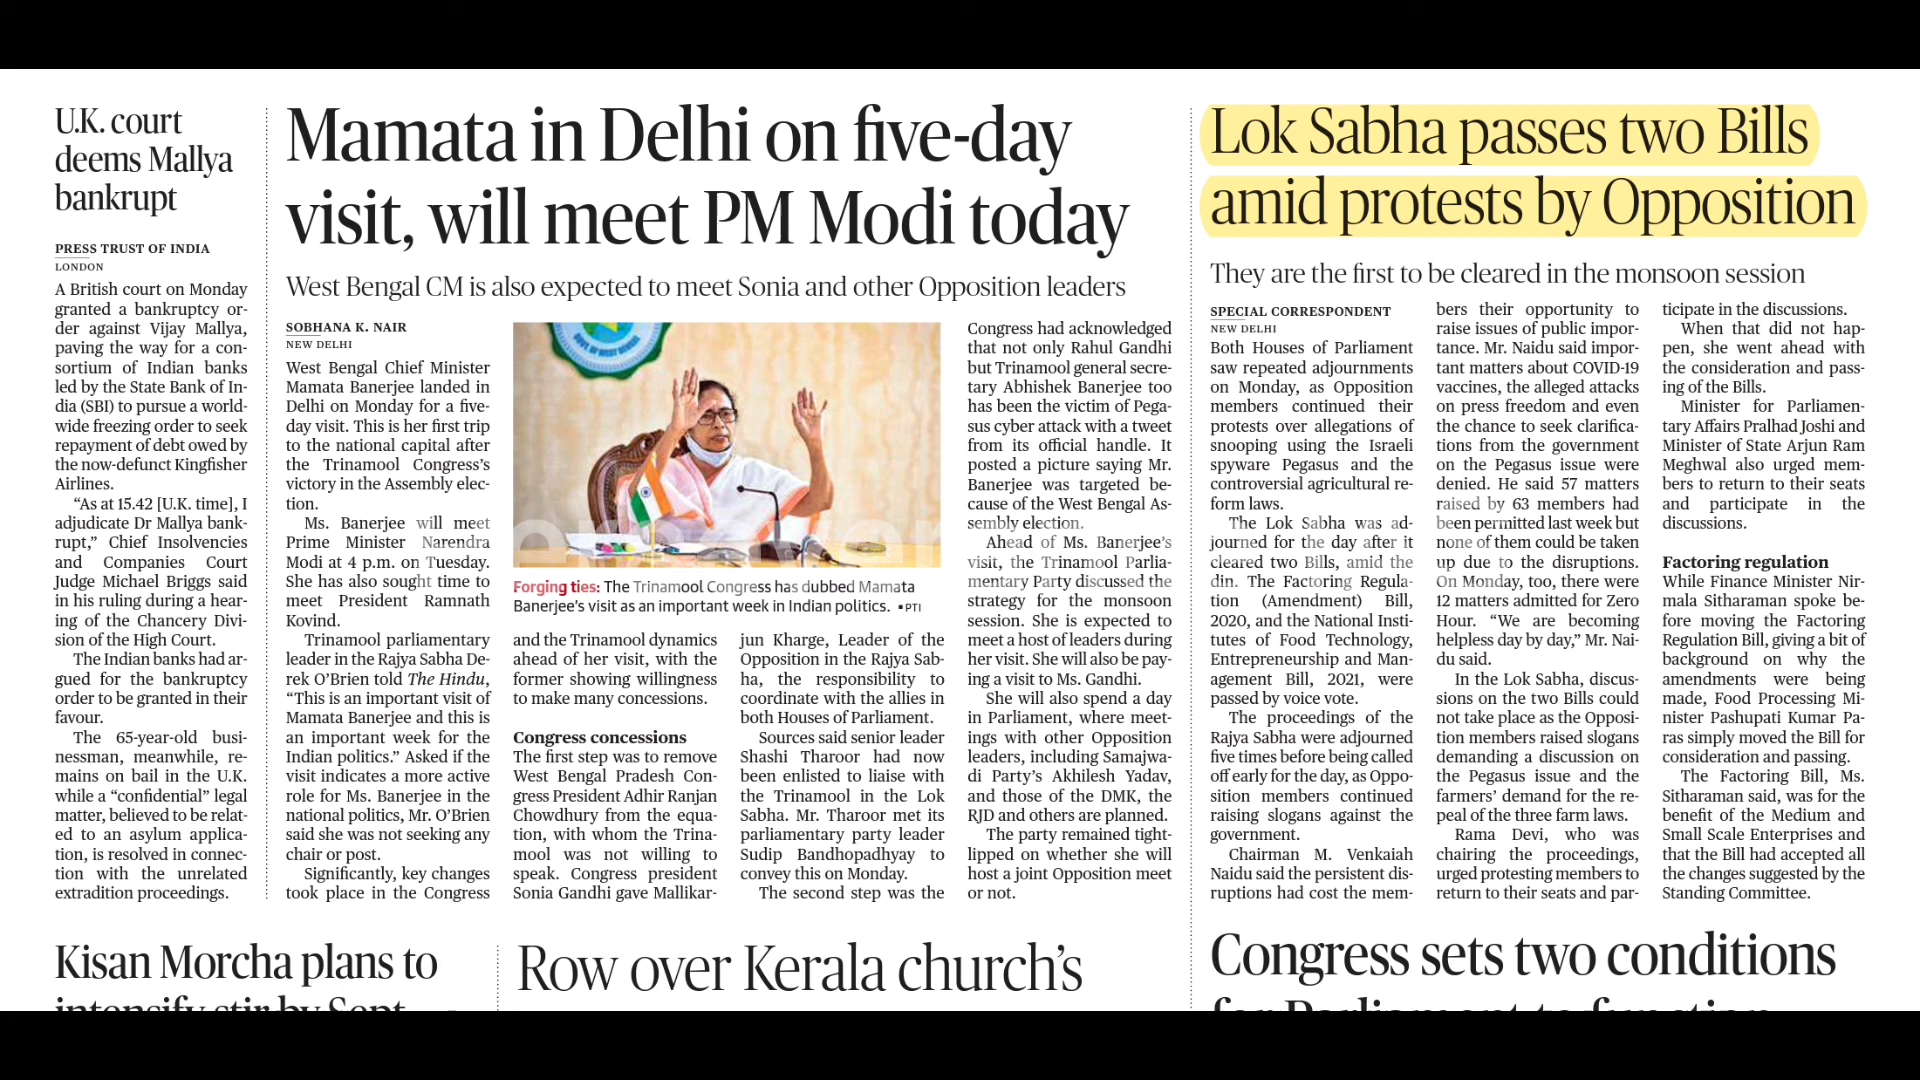 U.K. court
deems Mallya
bankrupt
PRESS TRUST OF INDIA
LONDON
A British court on Monday
granted a bankruptcy or-
der against Vijay Mallya,
paving the way for a con-
sortium of Indian banks
led by the State Bank of In-
dia (SBI) to pursue a world-
wide freezing order to seek
repayment of debt owed by
the now-defunct Kingfisher
Airlines.
“As at 15.42 [U.K. time], I
adjudicate Dr Mallya bank-
rupt,” Chief Insolvencies
and Companies Court
Judge Michael Briggs said
in his ruling during a hear-
ing of the Chancery Divi-
sion of the High Court.
The Indian banks had ar-
gued for the bankruptcy
order to be granted in their
favour.
The 65-year-old busi-
nessman, meanwhile, re-
mains on bail in the U.K.
while a “confidential” legal
matter, believed to be relat-
ed to an asylum applica-
tion, is resolved in connec-
tion with the unrelated
extradition proceedings.
Mamata in Delhi on five-day
visit, will meet PM Modi today
West Bengal CM is also expected to meet Sonia and other Opposition leaders
SOBHANA K. NAIR
NEW DELHI
West Bengal Chief Minister
Mamata Banerjee landed in
Delhi on Monday for a five-
day visit. This is her first trip
to the national capital after
the Trinamool Congress’s
victory in the Assembly elec-
tion.
Ms. Banerjee will meet
Prime Minister Narendra
Modi at 4 p.m. on Tuesday.
She has also sought time to
meet President Ramnath
Kovind.
Trinamool parliamentary
leader in the Rajya Sabha De-
rek O’Brien told The Hindu,
“This is an important visit of
Mamata Banerjee and this is
an important week for the
Indian politics.” Asked if the
visit indicates a more active
role for Ms. Banerjee in the
national politics, Mr. O’Brien
said she was not seeking any
chair or post.
Significantly, key changes
took place in the Congress
Forging ties: The Trinamool Congress has dubbed Mamata
Banerjee’s visit as an important week in Indian politics. ▪PTI
and the Trinamool dynamics
ahead of her visit, with the
former showing willingness
to make many concessions.
Congress concessions
The first step was to remove
West Bengal Pradesh Con-
gress President Adhir Ranjan
Chowdhury from the equa-
tion, with whom the Trina-
mool was not willing to
speak. Congress president
Sonia Gandhi gave Mallikar-
jun Kharge, Leader of the
Opposition in the Rajya Sab-
ha, the responsibility to
coordinate with the allies in
both Houses of Parliament.
Sources said senior leader
Shashi Tharoor had now
been enlisted to liaise with
the Trinamool in the Lok
Sabha. Mr. Tharoor met its
parliamentary party leader
Sudip Bandhopadhyay to
convey this on Monday.
The second step was the
Congress had acknowledged
that not only Rahul Gandhi
but Trinamool general secre-
tary Abhishek Banerjee too
has been the victim of Pega-
sus cyber attack with a tweet
from its official handle. It
posted a picture saying Mr.
Banerjee was targeted be-
cause of the West Bengal As-
sembly election.
Ahead of Ms. Banerjee’s
visit, the Trinamool Parlia-
mentary Party discussed the
strategy for the monsoon
session. She is expected to
meet a host of leaders during
her visit. She will also be pay-
ing a visit to Ms. Gandhi.
She will also spend a day
in Parliament, where meet-
ings with other Opposition
leaders, including Samajwa-
di Party’s Akhilesh Yadav,
and those of the DMK, the
RJD and others are planned.
The party remained tight-
lipped on whether she will
host a joint Opposition meet
or not.
Lok Sabha passes two Bills
amid protests by Opposition
They are the first to be cleared in the monsoon session
SPECIAL CORRESPONDENT
NEW DELHI
Both Houses of Parliament
saw repeated adjournments
on Monday, as Opposition
members continued their
protests over allegations of
snooping using the Israeli
spyware Pegasus and the
controversial agricultural re-
form laws.
The Lok Sabha was ad-
journed for the day after it
cleared two Bills, amid the
din. The Factoring Regula-
tion (Amendment) Bill,
2020, and the National Insti-
tutes of Food Technology,
Entrepreneurship and Man-
agement Bill, 2021, were
passed by voice vote.
The proceedings of the
Rajya Sabha were adjourned
five times before being called
off early for the day, as Oppo-
sition members continued
raising slogans against the
government.
Chairman M. Venkaiah
Naidu said the persistent dis-
ruptions had cost the mem-
bers their opportunity to
raise issues of public impor-
tance. Mr. Naidu said impor-
tant matters about COVID-19
vaccines, the alleged attacks
on press freedom and even
the chance to seek clarifica-
tions from the government
on the Pegasus issue were
denied. He said 57 matters
raised by 63 members had
been permitted last week but
none of them could be taken
up due to the disruptions.
On Monday, too, there were
12 matters admitted for Zero
Hour. “We are becoming
helpless day by day,” Mr. Nai-
du said.
In the Lok Sabha, discus-
sions on the two Bills could
not take place as the Opposi-
tion members raised slogans
demanding a discussion on
the Pegasus issue and the
farmers’ demand for the re-
peal of the three farm laws.
Rama Devi, who was
chairing the proceedings,
urged protesting members to
return to their seats and par-
ticipate in the discussions.
When that did not hap-
pen, she went ahead with
the consideration and pass-
ing of the Bills.
Minister for Parliamen-
tary Affairs Pralhad Joshi and
Minister of State Arjun Ram
Meghwal also urged mem-
bers to return to their seats
and participate in the
discussions.
Factoring regulation
While Finance Minister Nir-
mala Sitharaman spoke be-
fore moving the Factoring
Regulation Bill, giving a bit of
background on why the
amendments were being
made, Food Processing Mi-
nister Pashupati Kumar Pa-
ras simply moved the Bill for
consideration and passing.
The Factoring Bill, Ms.
Sitharaman said, was for the
benefit of the Medium and
Small Scale Enterprises and
that the Bill had accepted all
the changes suggested by the
Standing Committee.
Kisan Morcha plans to
intensify stir by Sept
Row over Kerala church’s
Congress sets two conditions
for Parliament to function